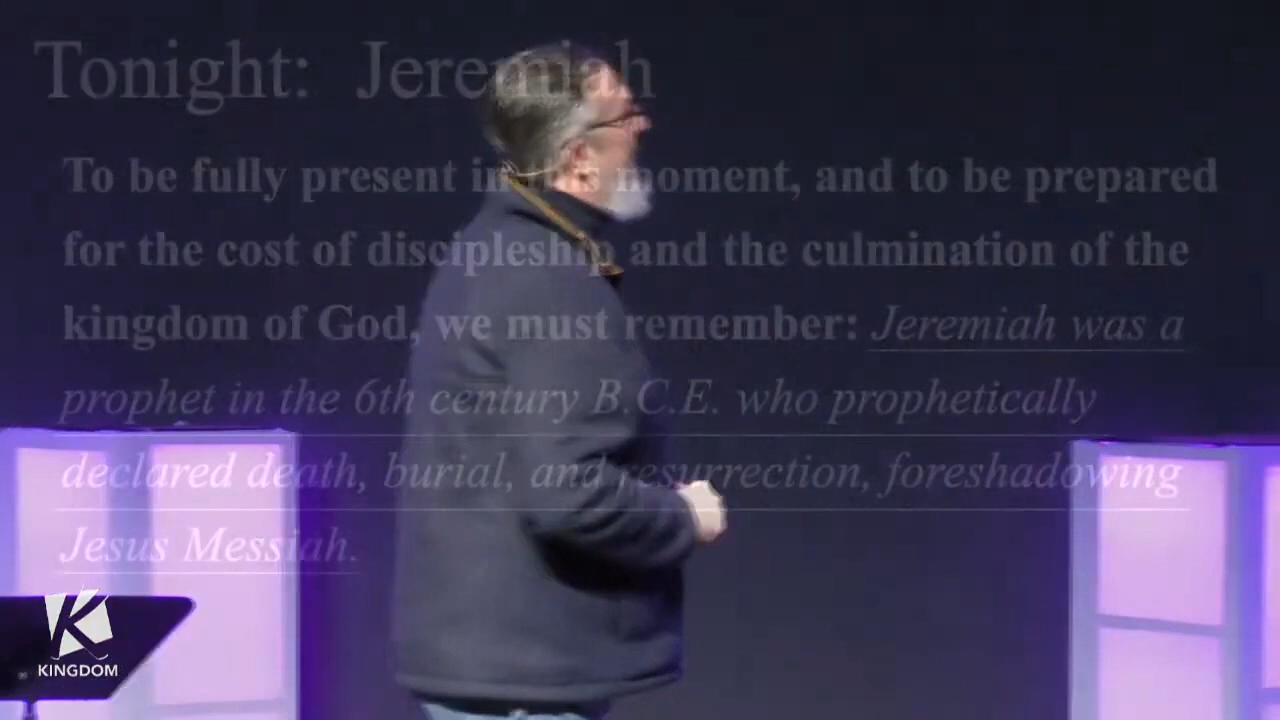 Tonight: Jeremiah
To be fully present in this moment, and to be prepared
for the cost of discipleship and the culmination of the
kingdom of God, we must remember: Jeremiah was a
prophet in the 6th century B.C.E. who prophetically
declared death, burial, and resurrection, foreshadowing
Jesus Messiah.
K
KINGDOM